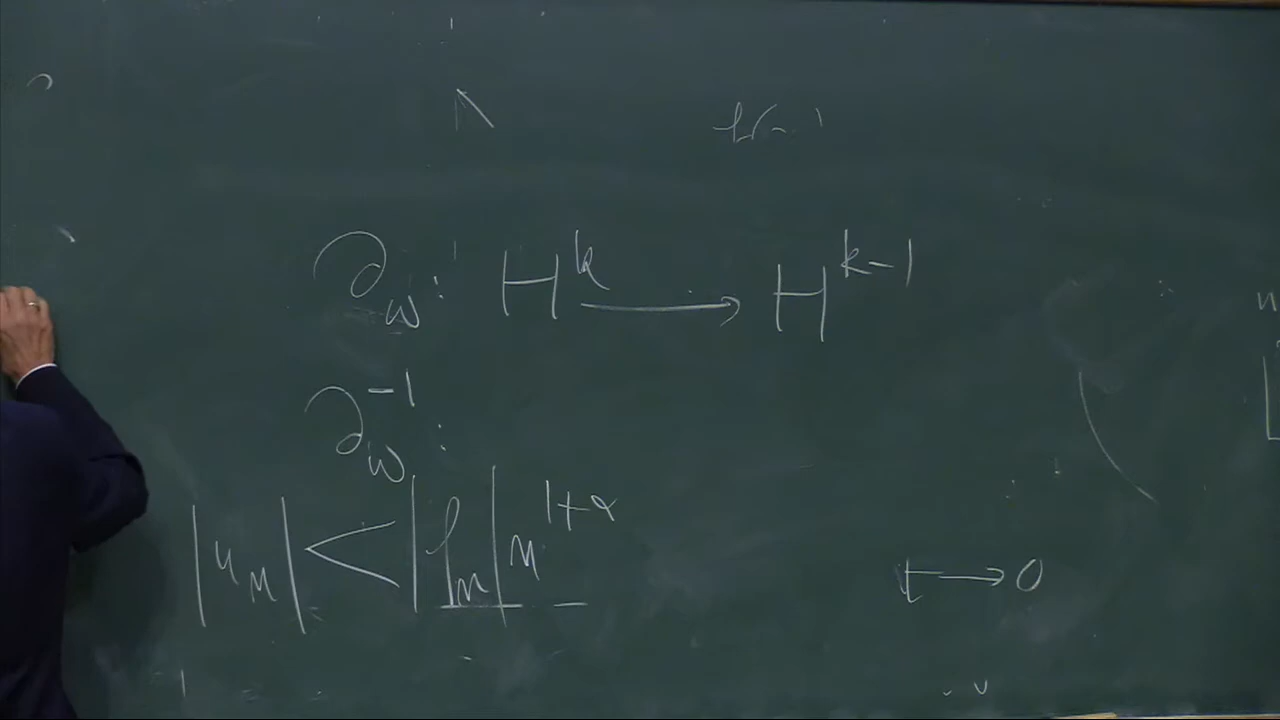 ∂_ω : H^k ⟶ H^{k-1}
∂_ω^{-1} :
|u_n| < |f_n| n^{1+α}
t ⟶ 0